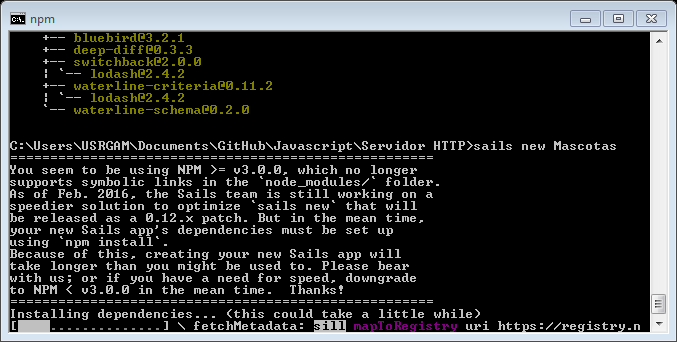 npm
+-- bluebird@3.2.1
+-- deep-diff@0.3.3
+-- switchback@2.0.0
¦ `-- lodash@2.4.2
+-- waterline-criteria@0.11.2
¦ `-- lodash@2.4.2
`-- waterline-schema@0.2.0
C:\Users\USRGAM\Documents\GitHub\Javascript\Servidor HTTP>sails new Mascotas
=====================================================
You seem to be using NPM >= v3.0.0, which no longer
supports symbolic links in the `node_modules/` folder.
As of Feb. 2016, the Sails team is still working on a
speedier solution to optimize `sails new` that will
be released as a 0.12.x patch. But in the mean time,
your new Sails app's dependencies must be set up
using `npm install`.
Because of this, creating your new Sails app will
take longer than you might be used to. Please bear
with us; or if you have a need for speed, downgrade
to NPM < v3.0.0 in the mean time.  Thanks!
=====================================================
Installing dependencies... (this could take a little while)
[    ..............] \ fetchMetadata: sill mapToRegistry uri https://registry.n